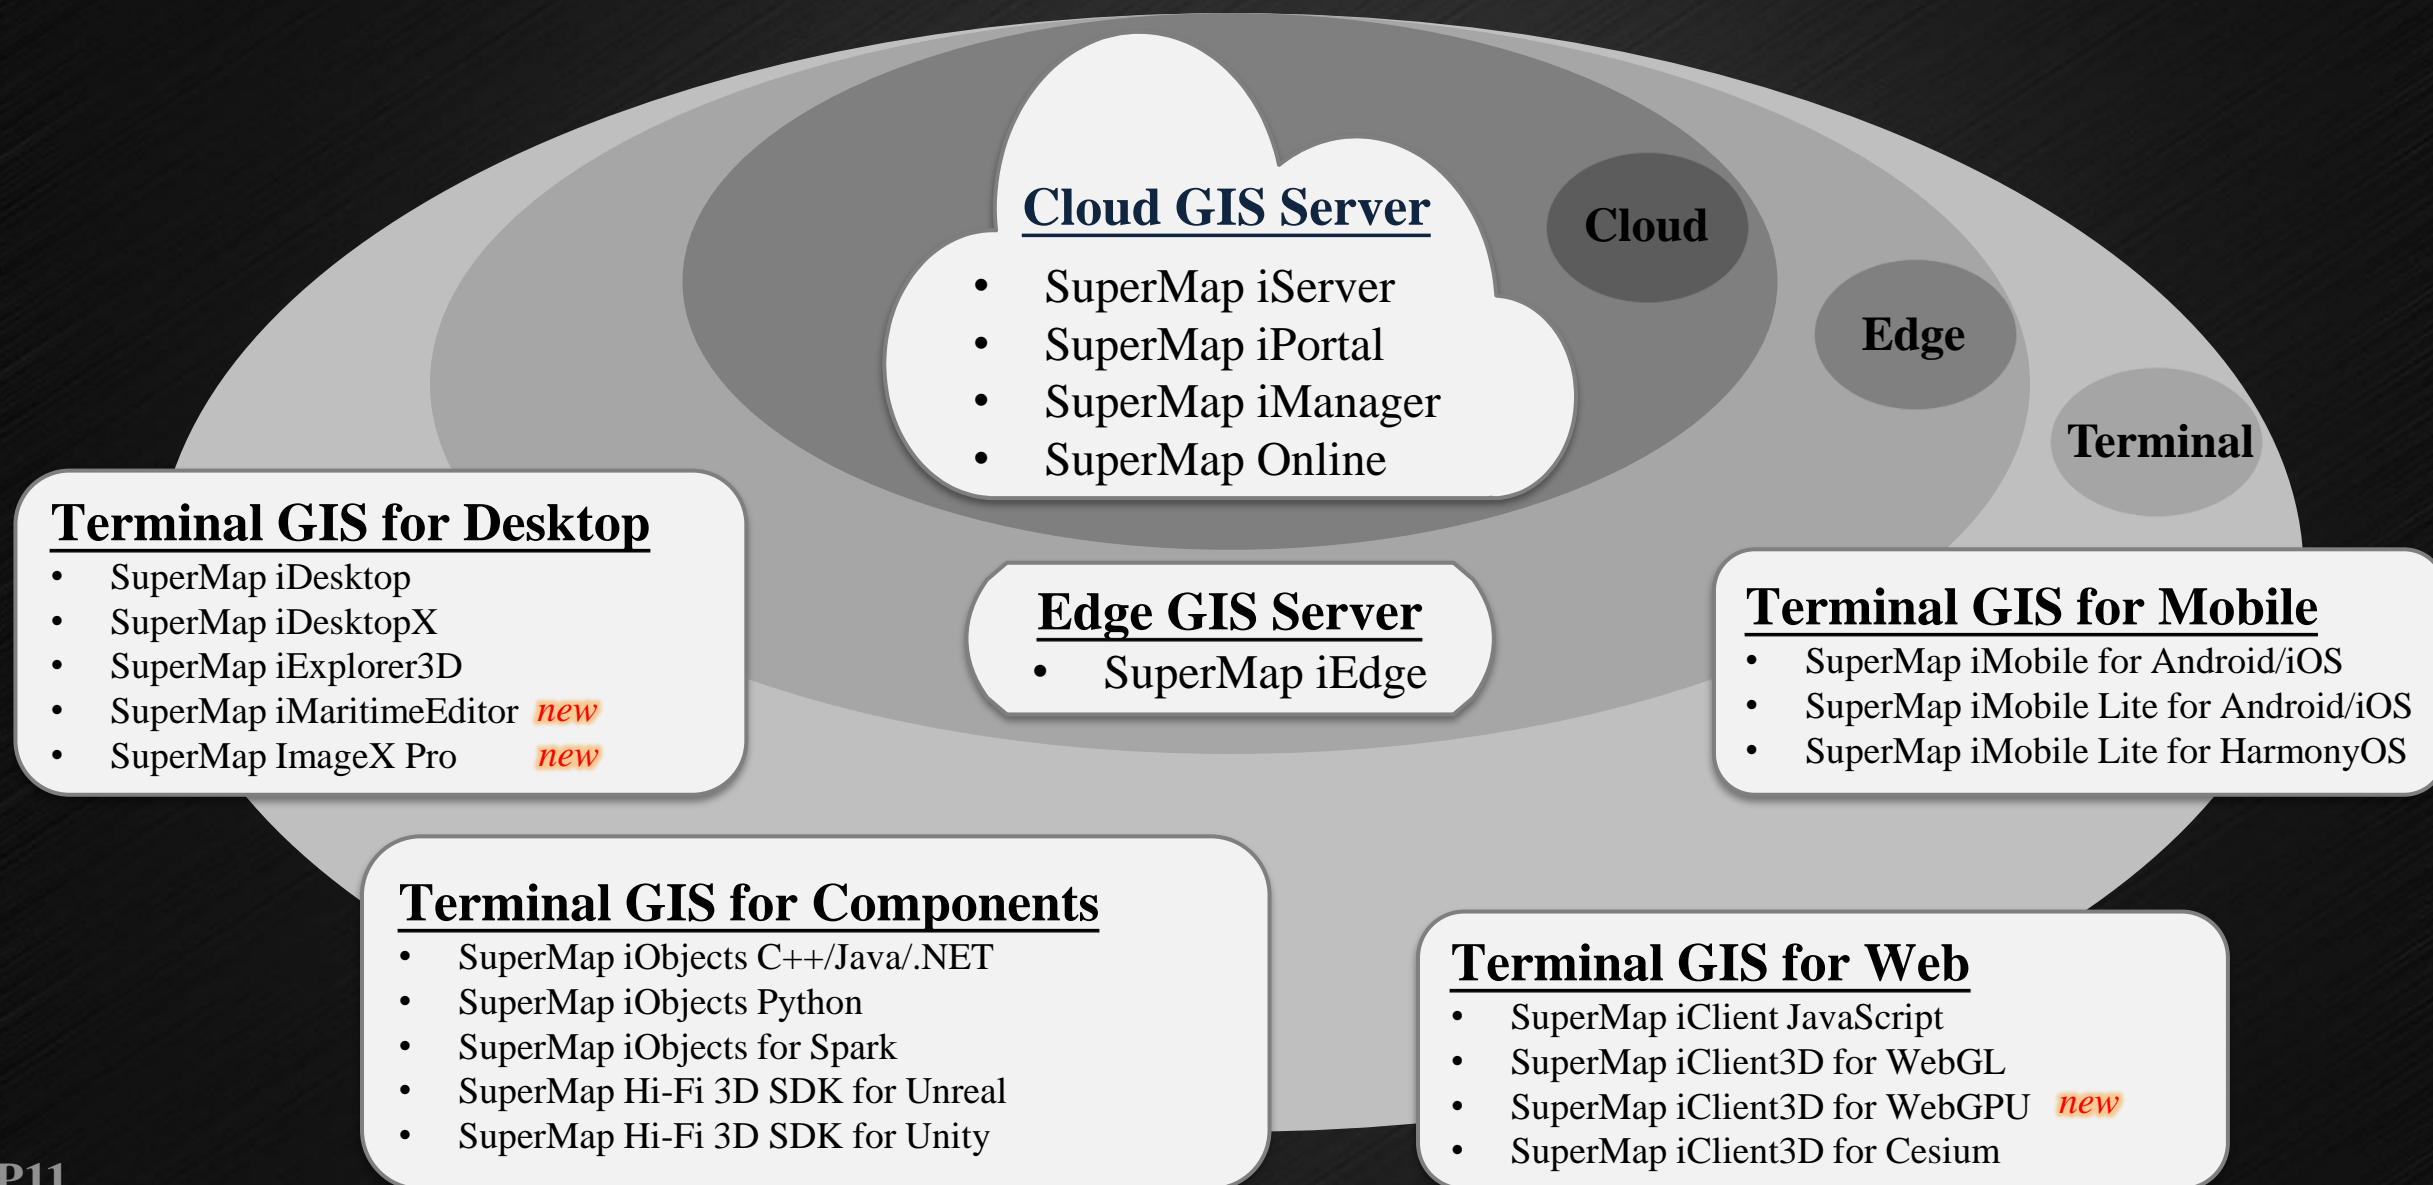 Cloud GIS Server
• SuperMap iServer
• SuperMap iPortal
• SuperMap iManager
• SuperMap Online
Cloud
Edge
Terminal
Terminal GIS for Desktop
• SuperMap iDesktop
• SuperMap iDesktopX
• SuperMap iExplorer3D
• SuperMap iMaritimeEditor new
• SuperMap ImageX Pro new
Edge GIS Server
• SuperMap iEdge
Terminal GIS for Mobile
• SuperMap iMobile for Android/iOS
• SuperMap iMobile Lite for Android/iOS
• SuperMap iMobile Lite for HarmonyOS
Terminal GIS for Components
• SuperMap iObjects C++/Java/.NET
• SuperMap iObjects Python
• SuperMap iObjects for Spark
• SuperMap Hi-Fi 3D SDK for Unreal
• SuperMap Hi-Fi 3D SDK for Unity
Terminal GIS for Web
• SuperMap iClient JavaScript
• SuperMap iClient3D for WebGL
• SuperMap iClient3D for WebGPU new
• SuperMap iClient3D for Cesium
P11